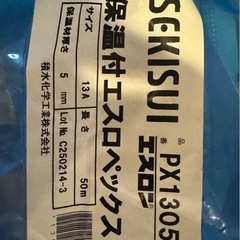 SEKISUI
エスロン
品番 PX1305
保温付エスロペックス
サイズ 13A 長さ 50m
保温材厚さ 5 mm Lot No. C250214-3
積水化学工業株式会社